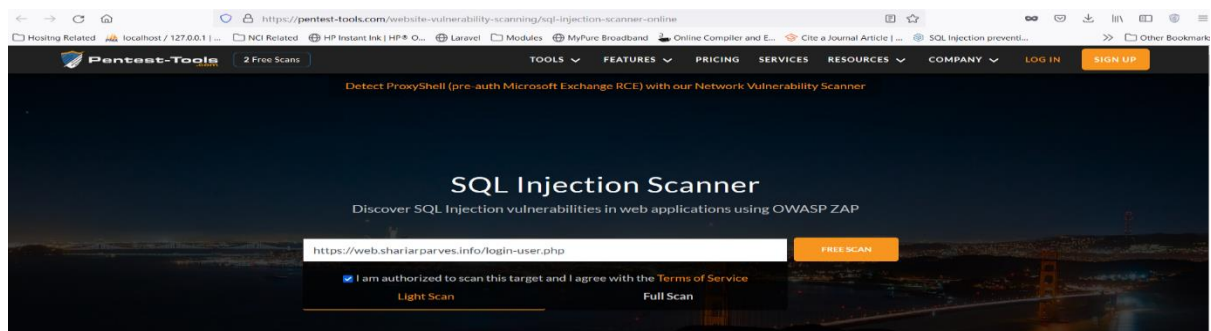 https://pentest-tools.com/website-vulnerability-scanning/sql-injection-scanner-online
Hositng Related localhost / 127.0.0.1 | ... NCI Related HP Instant Ink | HP® O... Laravel Modules MyPure Broadband Online Compiler and E... Cite a Journal Article | ... SQL Injection preventi... Other Bookmarks
Pentest-Tools.com 2 Free Scans TOOLS FEATURES PRICING SERVICES RESOURCES COMPANY LOG IN SIGN UP
Detect ProxyShell (pre-auth Microsoft Exchange RCE) with our Network Vulnerability Scanner
SQL Injection Scanner
Discover SQL Injection vulnerabilities in web applications using OWASP ZAP
https://web.shariarparves.info/login-user.php FREE SCAN
I am authorized to scan this target and I agree with the Terms of Service
Light Scan Full Scan